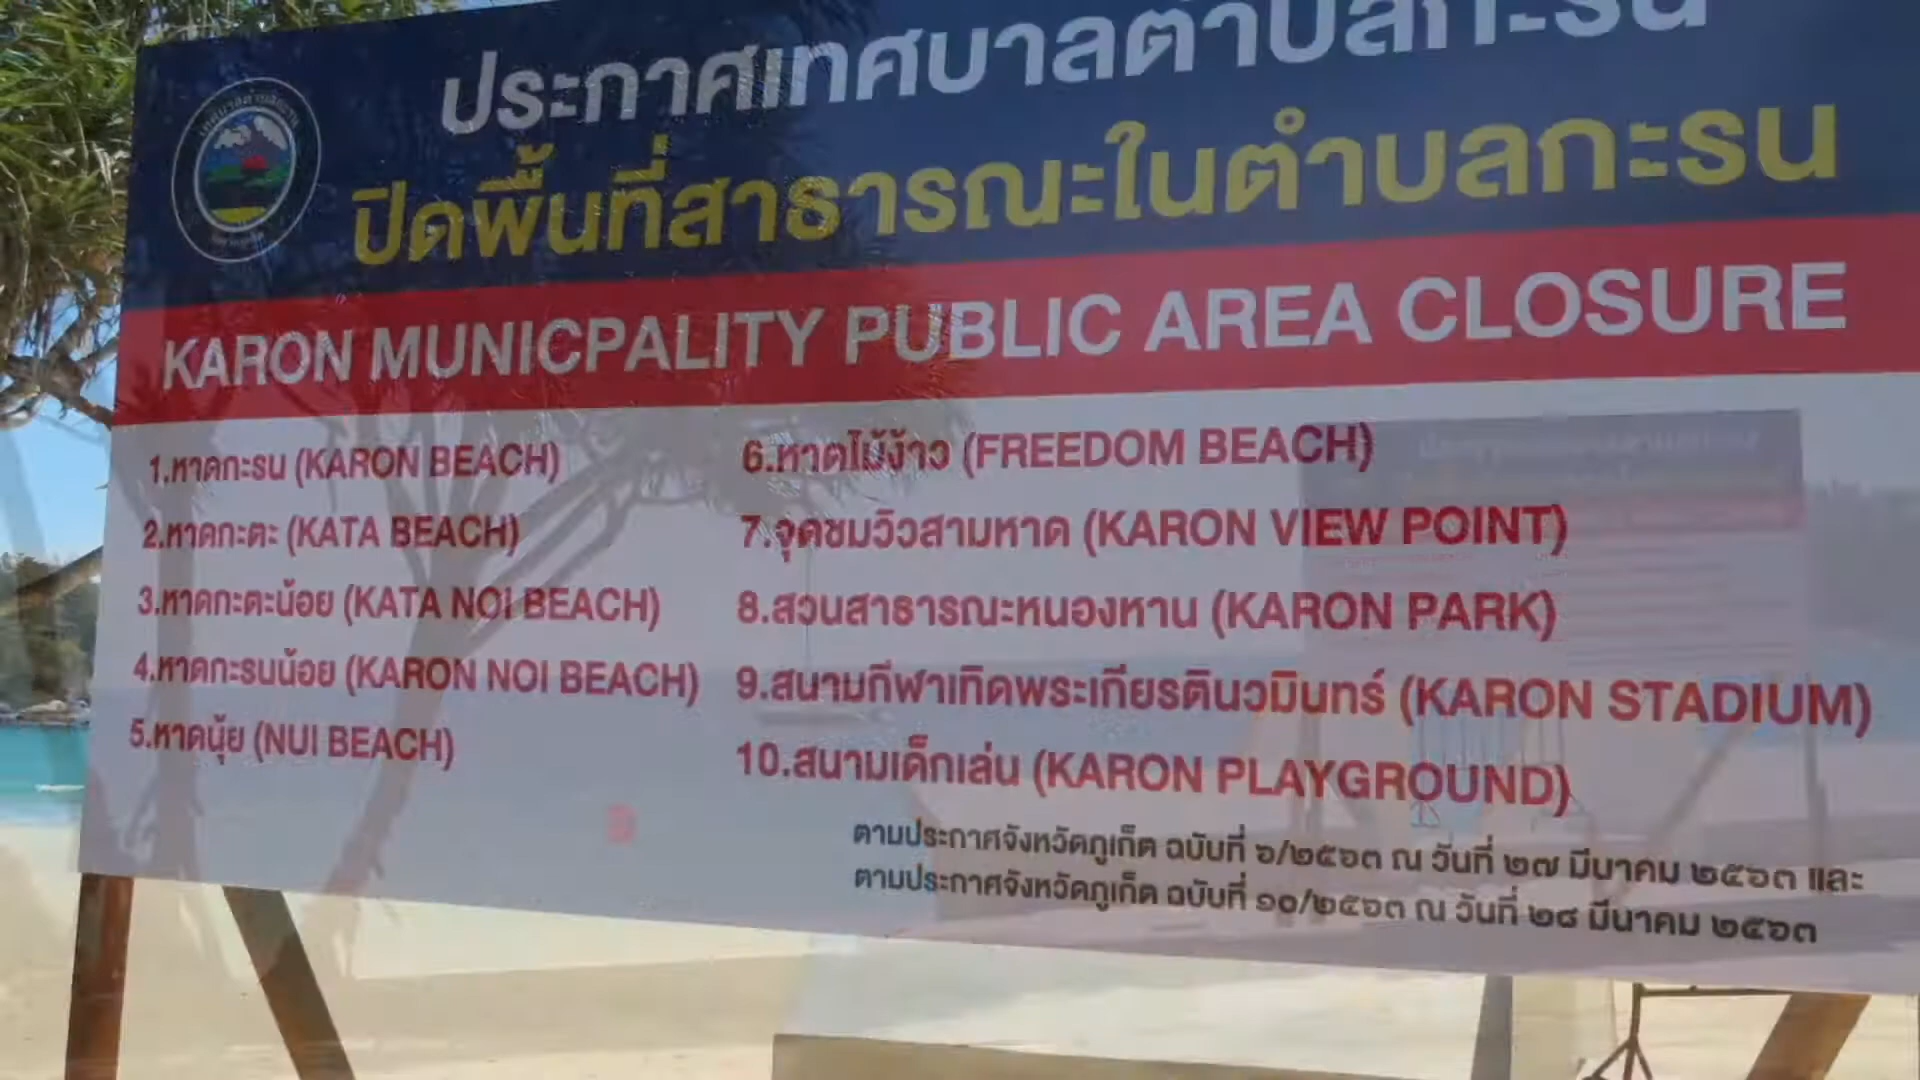 ประกาศเทศบาลตำบลกะรน
ปิดพื้นที่สาธารณะในตำบลกะรน
KARON MUNICPALITY PUBLIC AREA CLOSURE
1.หาดกะรน (KARON BEACH)
2.หาดกะตะ (KATA BEACH)
3.หาดกะตะน้อย (KATA NOI BEACH)
4.หาดกะรนน้อย (KARON NOI BEACH)
5.หาดนุ้ย (NUI BEACH)
6.หาดไม้ง้าว (FREEDOM BEACH)
7.จุดชมวิวสามหาด (KARON VIEW POINT)
8.สวนสาธารณะหนองหาน (KARON PARK)
9.สนามกีฬาเทิดพระเกียรตินวมินทร์ (KARON STADIUM)
10.สนามเด็กเล่น (KARON PLAYGROUND)
ตามประกาศจังหวัดภูเก็ต ฉบับที่ ๖/๒๕๖๓ ณ วันที่ ๒๗ มีนาคม ๒๕๖๓ และ
ตามประกาศจังหวัดภูเก็ต ฉบับที่ ๑๐/๒๕๖๓ ณ วันที่ ๒๘ มีนาคม ๒๕๖๓